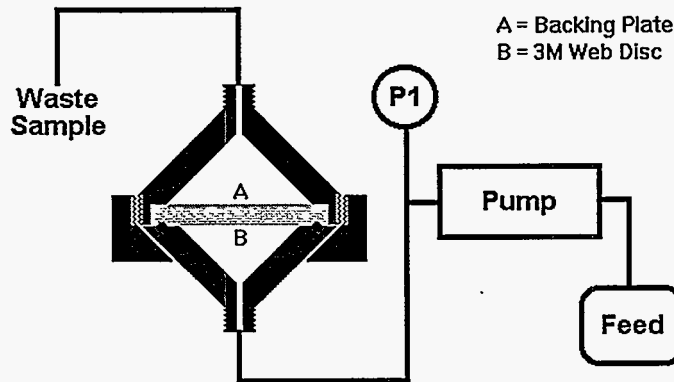 A = Backing Plate
B = 3M Web Disc
Waste
Sample
P1
A
B
Pump
Feed